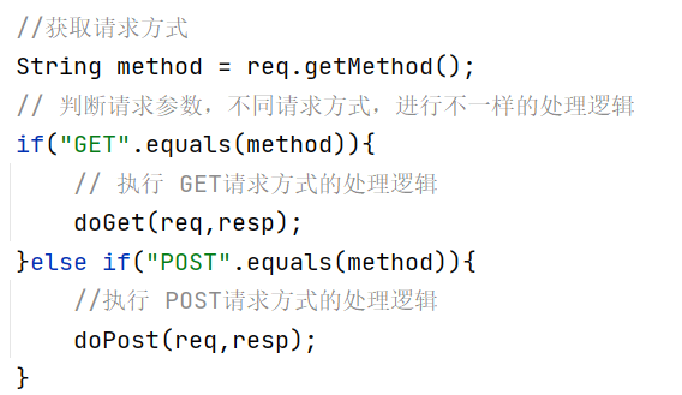 //获取请求方式
String method = req.getMethod();
// 判断请求参数，不同请求方式，进行不一样的处理逻辑
if("GET".equals(method)){
    // 执行 GET请求方式的处理逻辑
    doGet(req,resp);
}else if("POST".equals(method)){
    //执行 POST请求方式的处理逻辑
    doPost(req,resp);
}